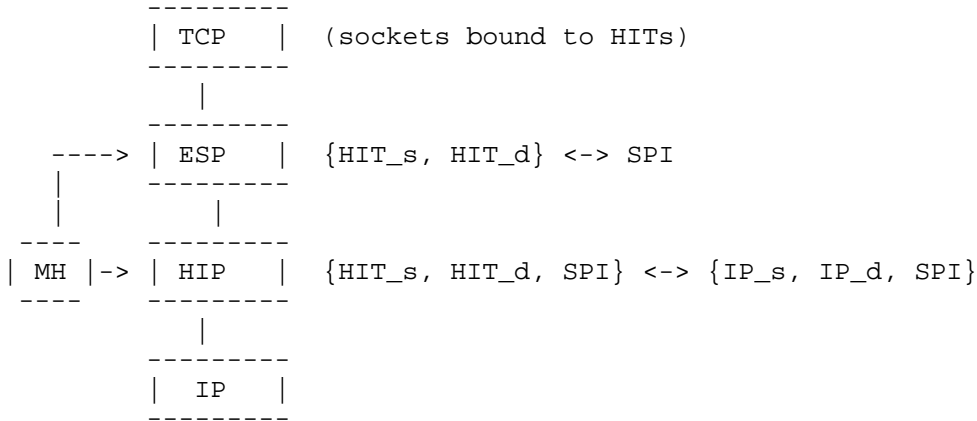 TCP (sockets bound to HITs)
ESP {HIT_s, HIT_d} <-> SPI
MH HIP {HIT_s, HIT_d, SPI} <-> {IP_s, IP_d, SPI}
IP